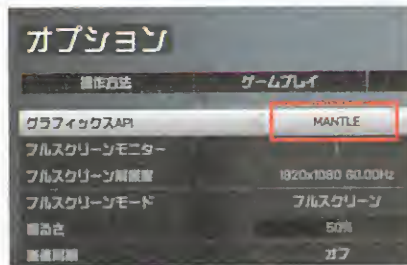 オプション
操作方法 ゲームプレイ
グラフィックスAPI MANTLE
フルスクリーンモニター 1
フルスクリーン解像度 1920x1080 60.00Hz
フルスクリーンモード フルスクリーン
明るさ 50%
垂直同期 オフ